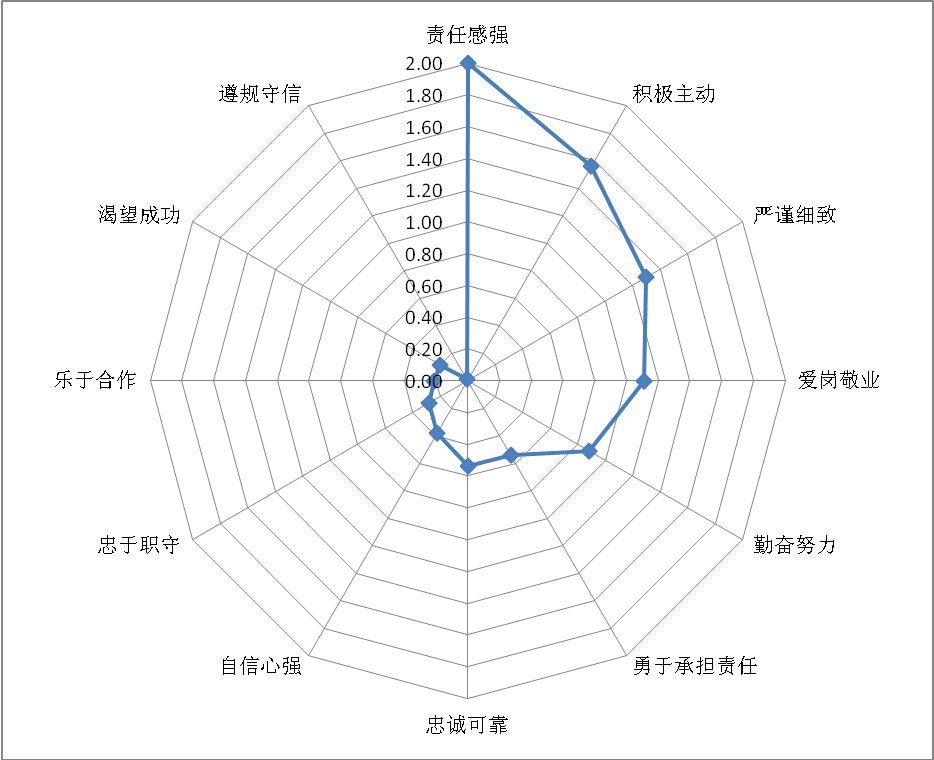 责任感强
2.00
遵规守信
积极主动
1.80
1.60
1.40
1.20
渴望成功
严谨细致
1.00
0.80
0.60
0.40
0.20
乐于合作
0.00
爱岗敬业
忠于职守
勤奋努力
自信心强
勇于承担责任
忠诚可靠